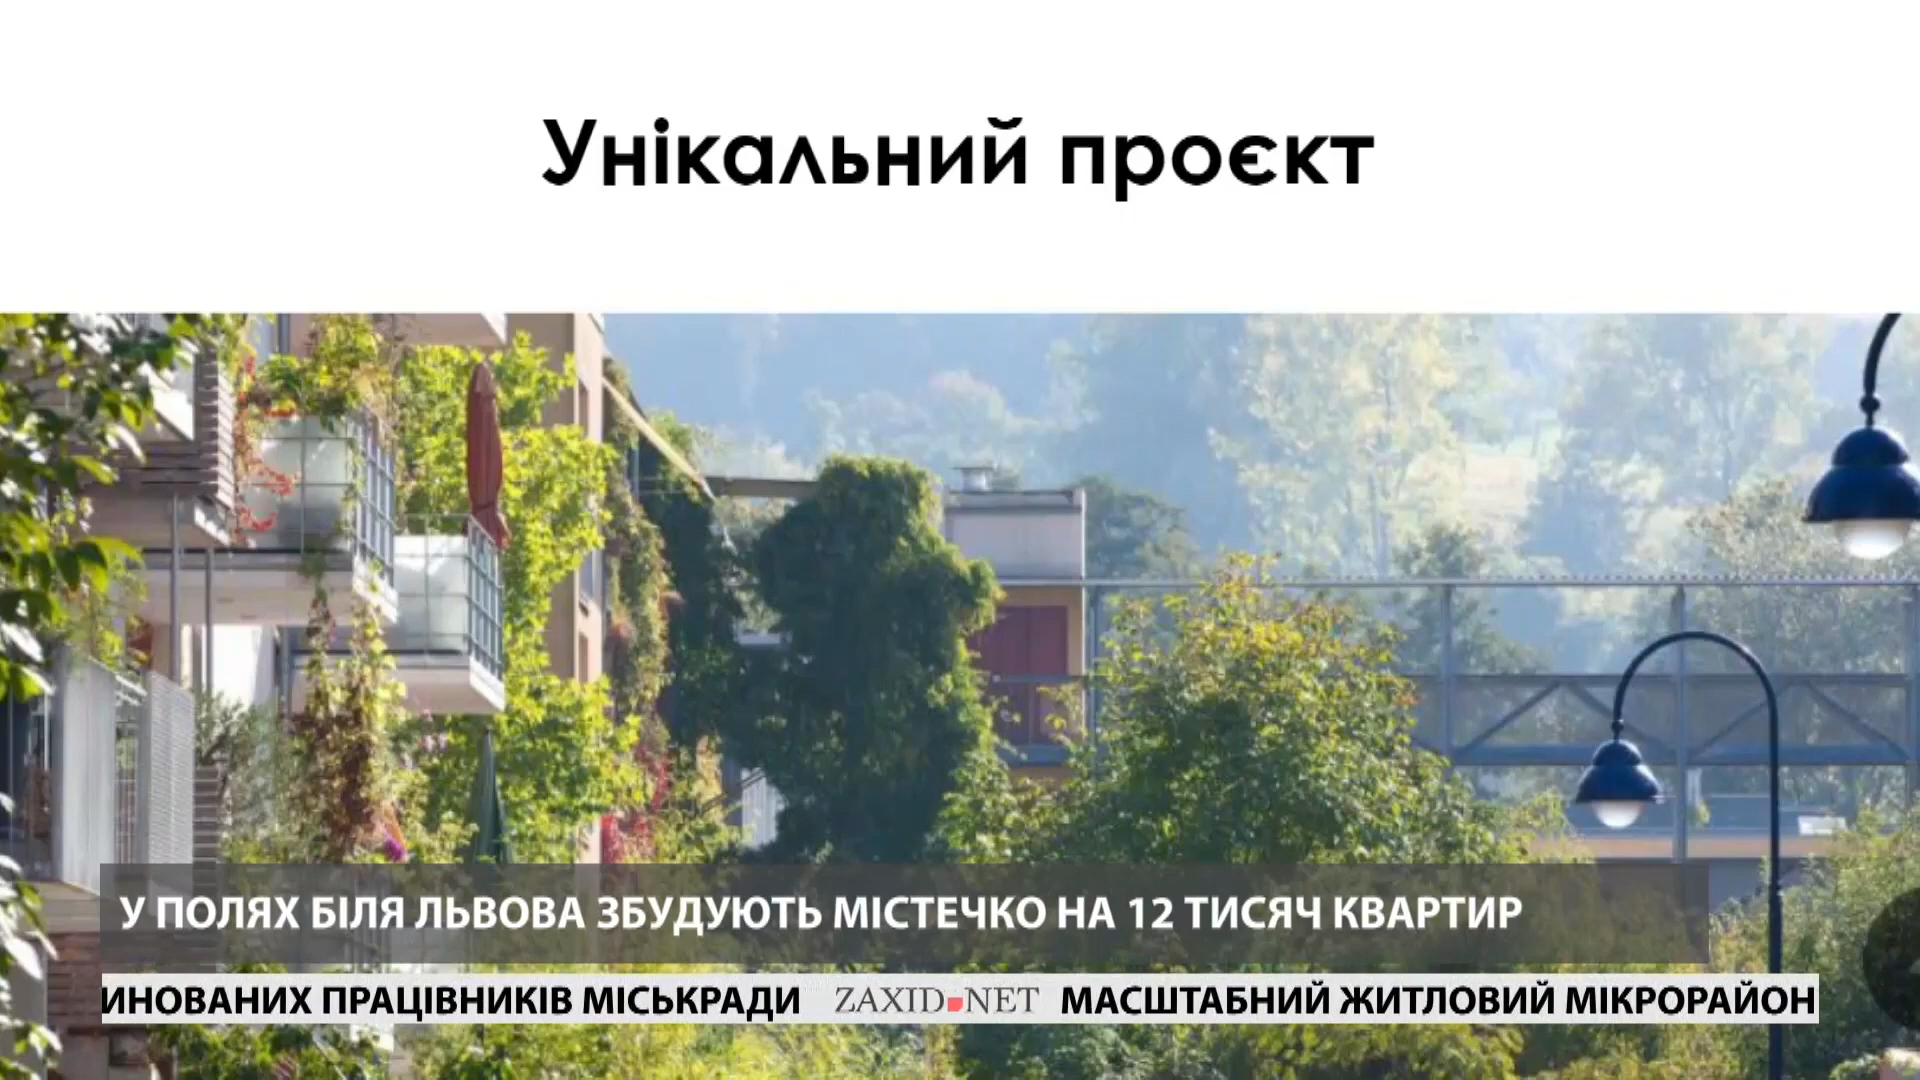 Унікальний проєкт
У ПОЛЯХ БІЛЯ ЛЬВОВА ЗБУДУЮТЬ МІСТЕЧКО НА 12 ТИСЯЧ КВАРТИР
ИНОВАНИХ ПРАЦІВНИКІВ МІСЬКРАДИ ZAXID.NET МАСШТАБНИЙ ЖИТЛОВИЙ МІКРОРАЙОН